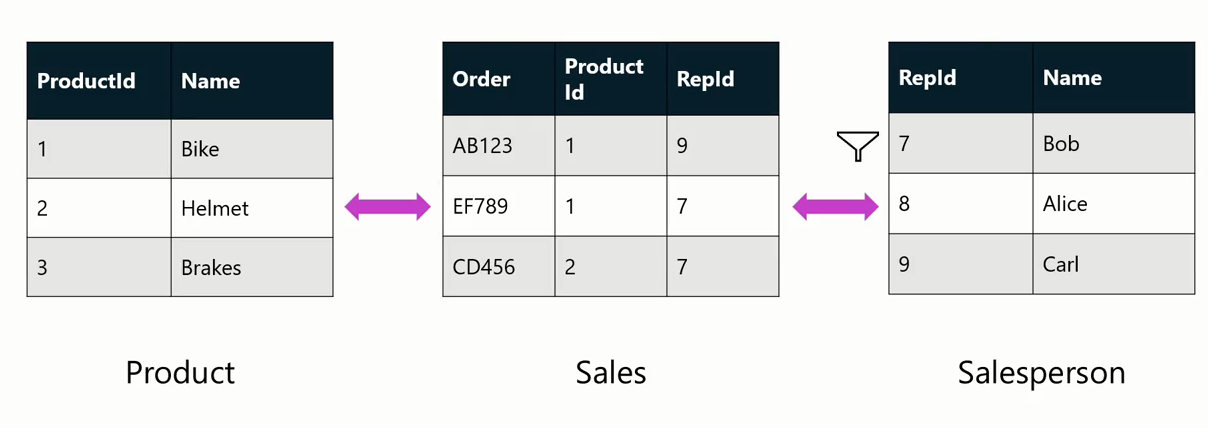 ProductId Name
1 Bike
2 Helmet
3 Brakes
Product
Order Product Id RepId
AB123 1 9
EF789 1 7
CD456 2 7
Sales
RepId Name
7 Bob
8 Alice
9 Carl
Salesperson